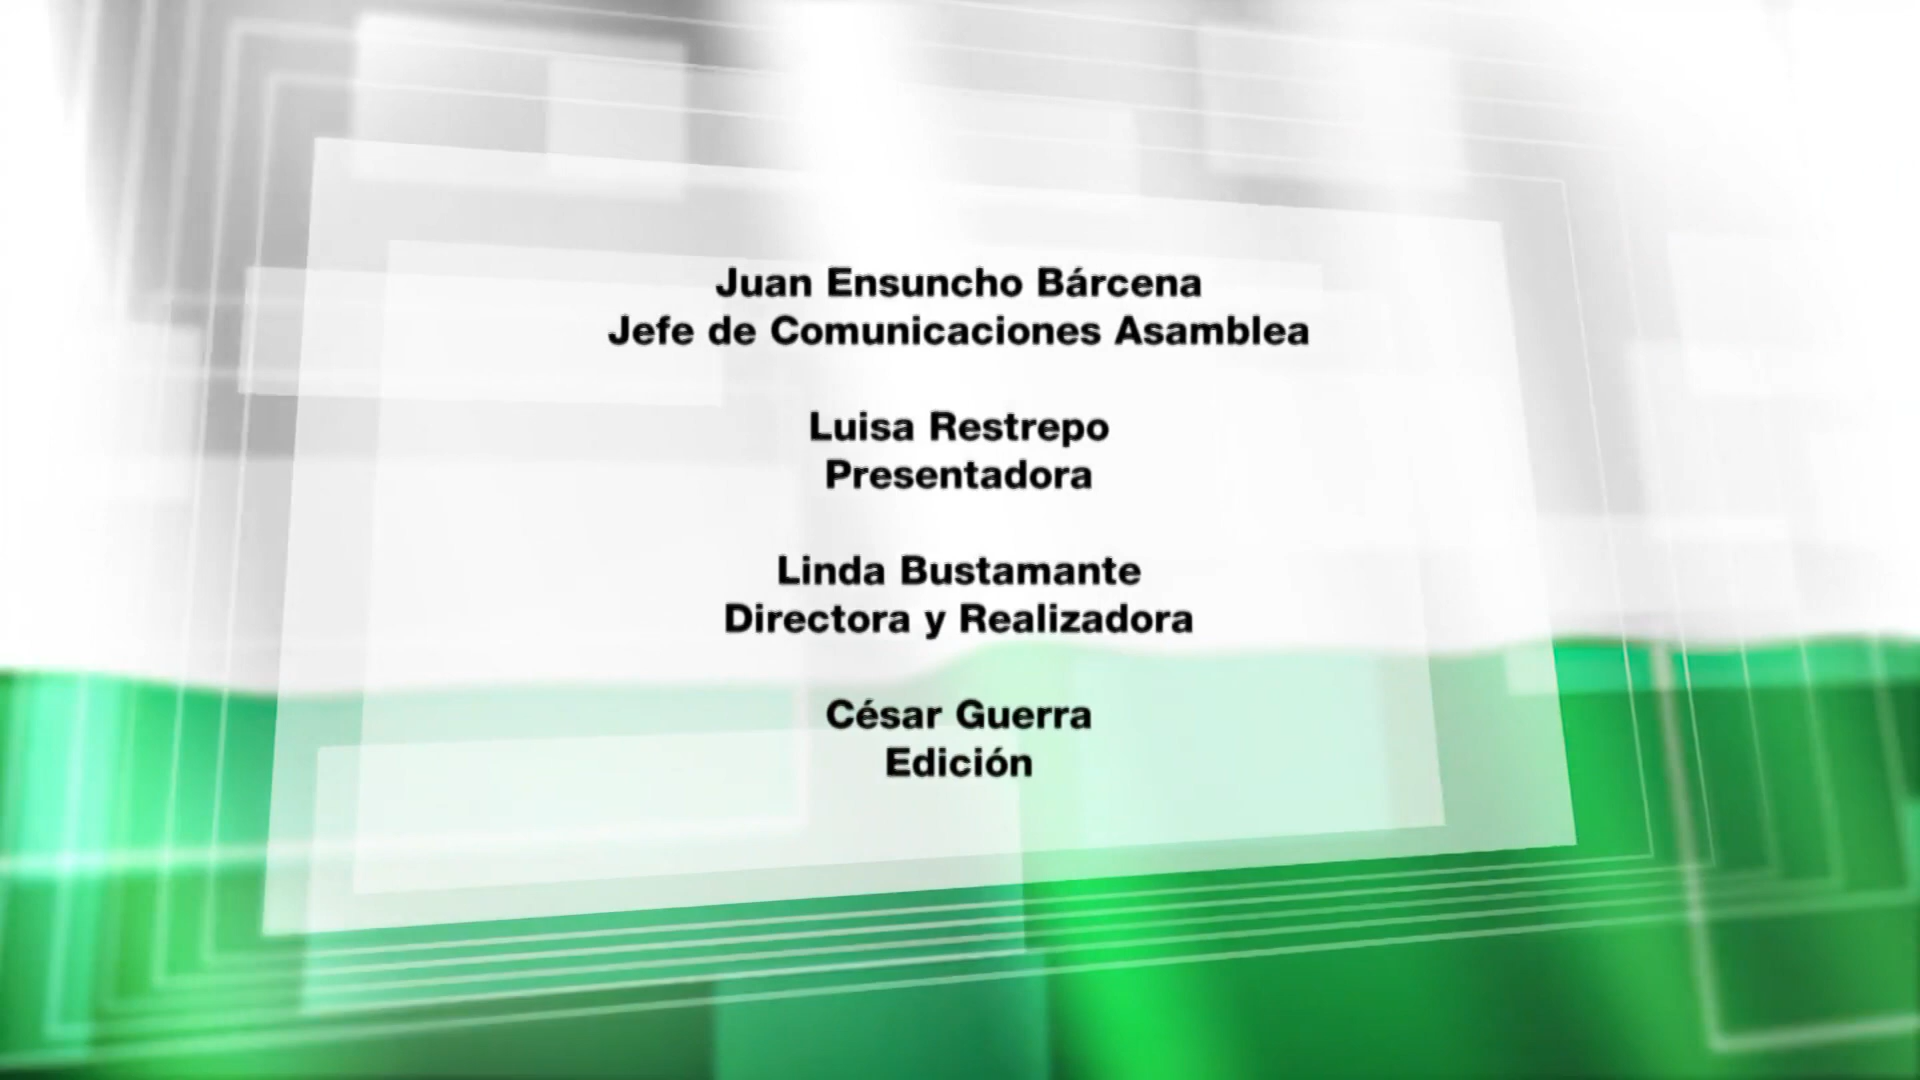 Juan Ensuncho Bárcena
Jefe de Comunicaciones Asamblea
Luisa Restrepo
Presentadora
Linda Bustamante
Directora y Realizadora
César Guerra
Edición